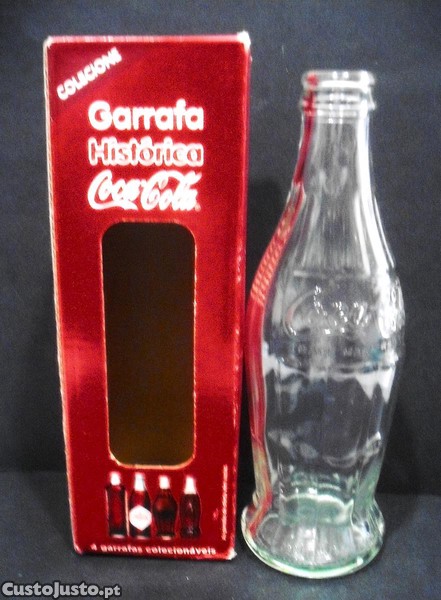 COLECIONE
Garrafa
Histórica
Coca-Cola
4 garrafas colecionáveis
CustoJusto.pt